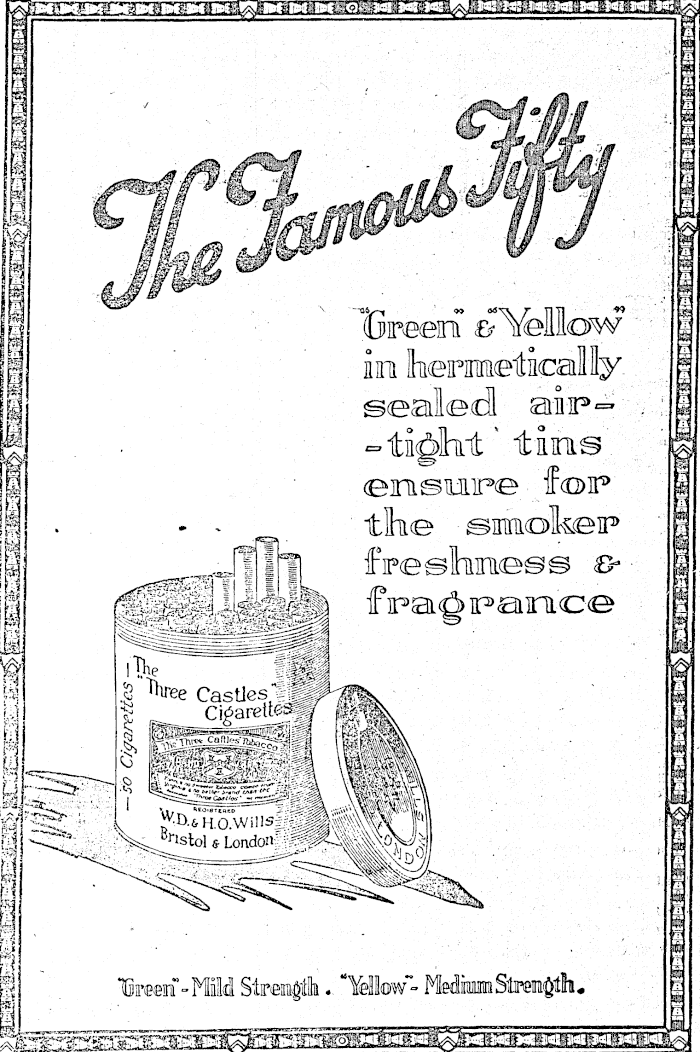 The Famous Fifty
"Green" & "Yellow"
in hermetically
sealed air-
-tight tins
ensure for
the smoker
freshness &
fragrance
— 50 Cigarettes —
The
"Three Castles"
Cigarettes
The Three Castles Tobacco
"Three Castles"
REGISTERED
W.D. & H.O. Wills
Bristol & London
LONDON
"Green" - Mild Strength. "Yellow" - Medium Strength.